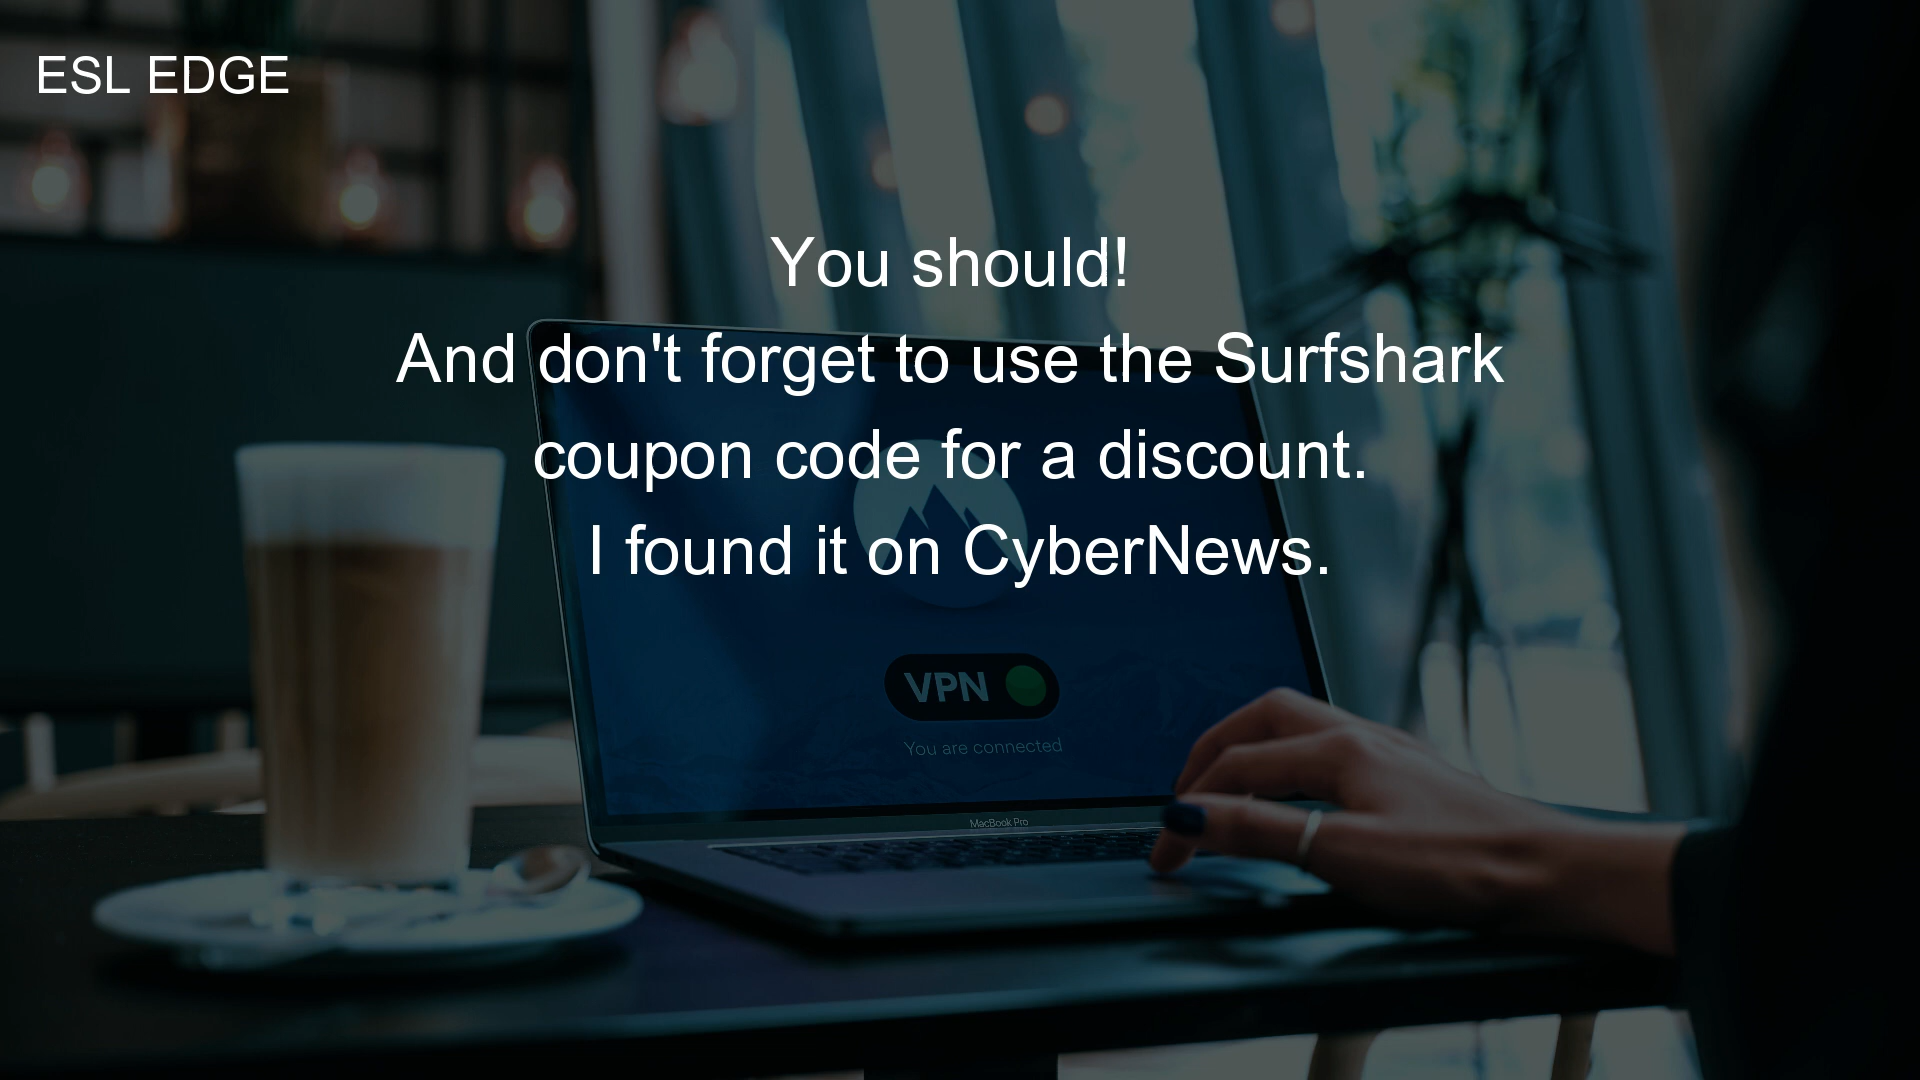 ESL EDGE
You should!
And don't forget to use the Surfshark
coupon code for a discount.
I found it on CyberNews.
VPN
You are connected
MacBook Pro